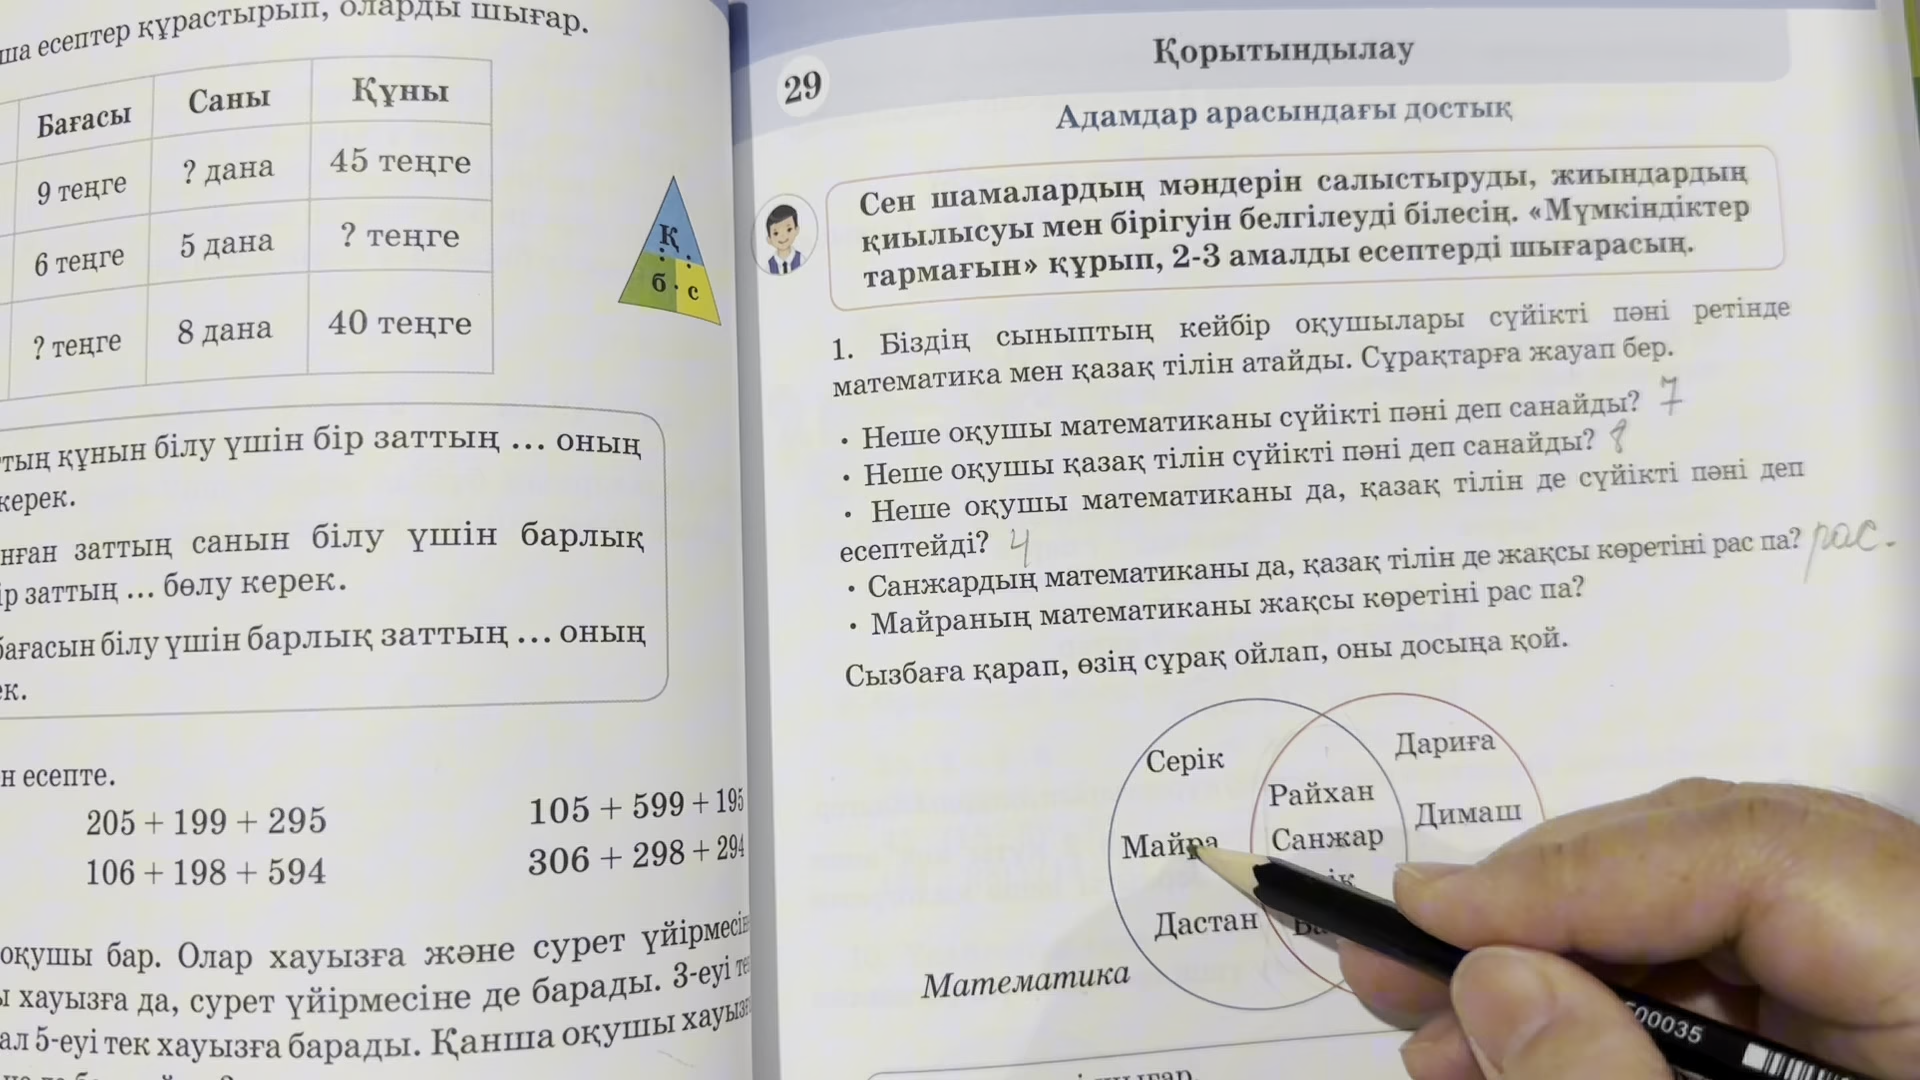 ша есептер құрастырып, оларды шығар.
Бағасы Саны Құны
9 теңге ? дана 45 теңге
6 теңге 5 дана ? теңге
? теңге 8 дана 40 теңге
Қ
б с
тың құнын білу үшін бір заттың ... оның
керек.
нған заттың санын білу үшін барлық
ір заттың ... бөлу керек.
бағасын білу үшін барлық заттың ... оның
ек.
н есепте.
205 + 199 + 295 105 + 599 + 195
106 + 198 + 594 306 + 298 + 294
оқушы бар. Олар хауызға және сурет үйірмесін
ы хауызға да, сурет үйірмесіне де барады. 3-еуі те
ал 5-еуі тек хауызға барады. Қанша оқушы хауызғ
29
Қорытындылау
Адамдар арасындағы достық
Сен шамалардың мәндерін салыстыруды, жиындардың
қиылысуы мен бірігуін белгілеуді білесің. «Мүмкіндіктер
тармағын» құрып, 2-3 амалды есептерді шығарасың.
1. Біздің сыныптың кейбір оқушылары сүйікті пәні ретінде
математика мен қазақ тілін атайды. Сұрақтарға жауап бер.
• Неше оқушы математиканы сүйікті пәні деп санайды? 7
• Неше оқушы қазақ тілін сүйікті пәні деп санайды? 8
• Неше оқушы математиканы да, қазақ тілін де сүйікті пәні деп
есептейді? 4
• Санжардың математиканы да, қазақ тілін де жақсы көретіні рас па? рас.
• Майраның математиканы жақсы көретіні рас па?
Сызбаға қарап, өзің сұрақ ойлап, оны досыңа қой.
Серік Дариға
Райхан
Димаш
Майра Санжар
Дастан
Математика
500035